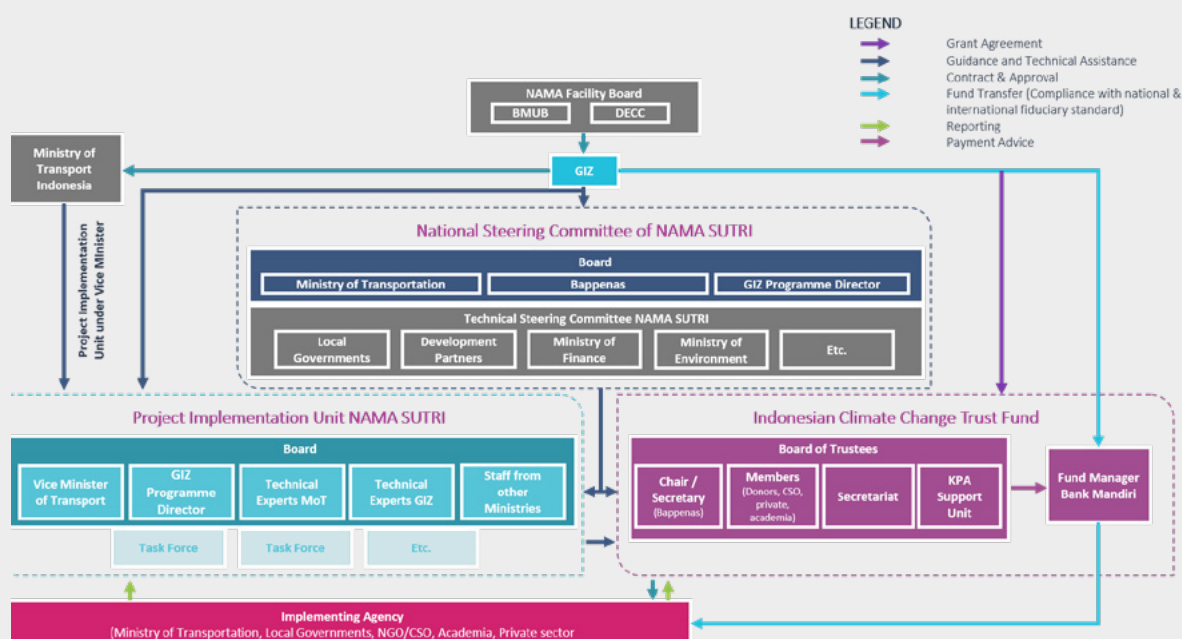 LEGEND
Grant Agreement
Guidance and Technical Assistance
Contract & Approval
Fund Transfer (Compliance with national &
international fiduciary standard)
Reporting
Payment Advice
NAMA Facility Board
BMUB
DECC
Ministry of
Transport
Indonesia
GIZ
Project Implementation
Unit under Vice Minister
National Steering Committee of NAMA SUTRI
Board
Ministry of Transportation
Bappenas
GIZ Programme Director
Technical Steering Committee NAMA SUTRI
Local
Governments
Development
Partners
Ministry of
Finance
Ministry of
Environment
Etc.
Project Implementation Unit NAMA SUTRI
Board
Vice Minister
of Transport
GIZ
Programme
Director
Technical
Experts MoT
Technical
Experts GIZ
Staff from
other
Ministries
Task Force
Task Force
Etc.
Indonesian Climate Change Trust Fund
Board of Trustees
Chair /
Secretary
(Bappenas)
Members
(Donors, CSO,
private,
academia)
Secretariat
KPA
Support
Unit
Fund Manager
Bank Mandiri
Implementing Agency
(Ministry of Transportation, Local Governments, NGO/CSO, Academia, Private sector